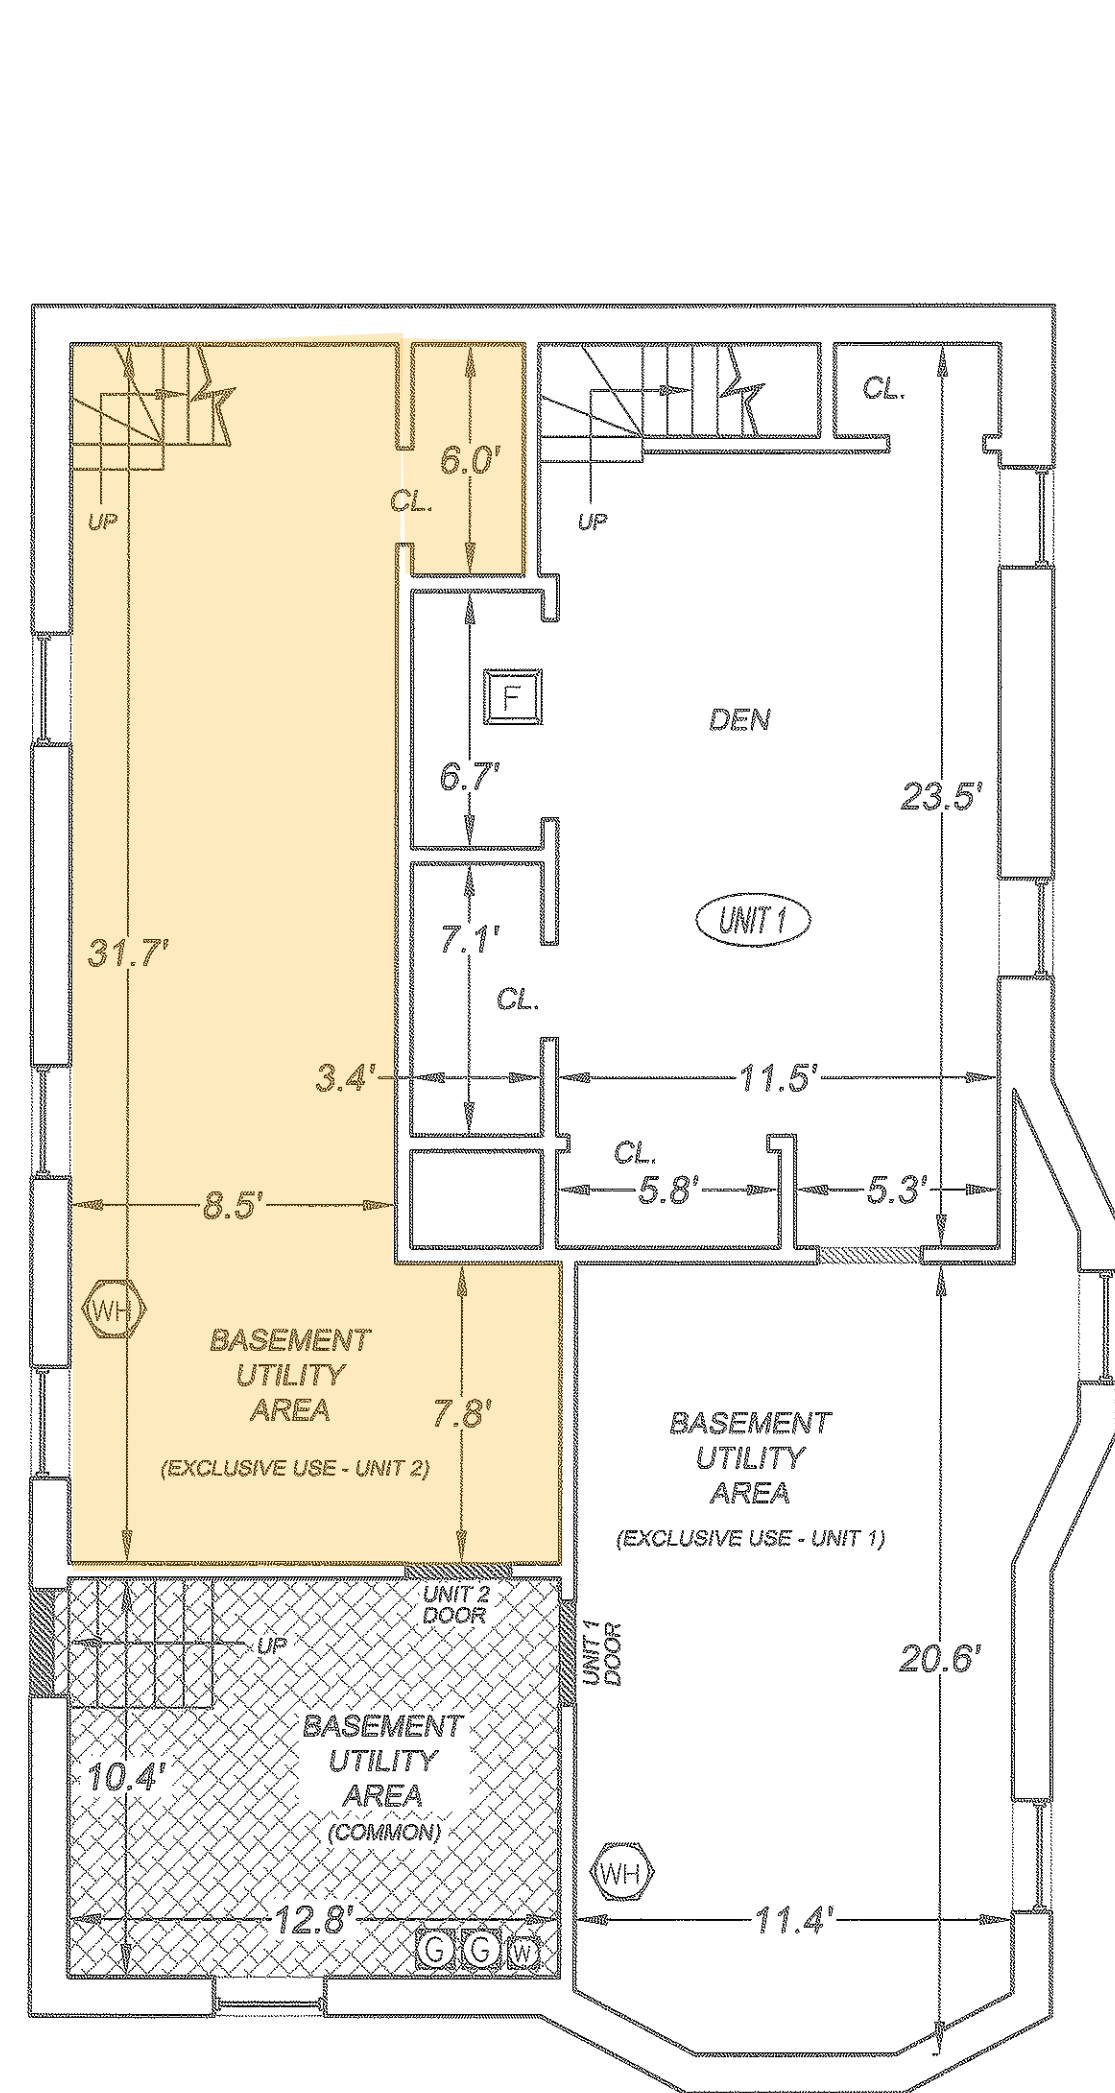 CL.
6.0'
CL.
UP
UP
F
DEN
6.7'
23.5'
UNIT 1
7.1'
31.7'
CL.
3.4'
11.5'
CL.
5.8'
5.3'
8.5'
WH
BASEMENT
UTILITY
AREA
(EXCLUSIVE USE - UNIT 2)
7.8'
BASEMENT
UTILITY
AREA
(EXCLUSIVE USE - UNIT 1)
UNIT 2
DOOR
UNIT 1
DOOR
UP
20.6'
BASEMENT
UTILITY
AREA
(COMMON)
10.4'
WH
12.8'
11.4'
G
G
W